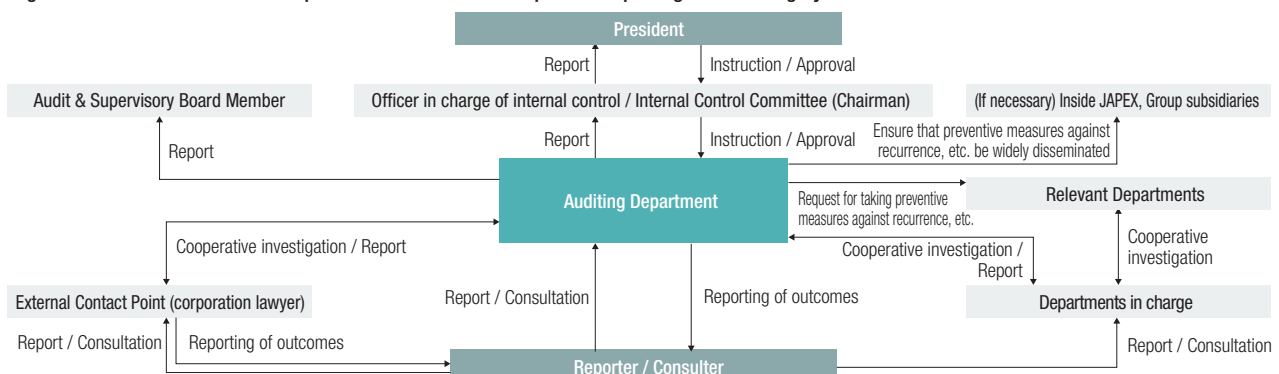 President
Report
Instruction / Approval
Audit & Supervisory Board Member
Officer in charge of internal control / Internal Control Committee (Chairman)
(If necessary) Inside JAPEX, Group subsidiaries
Report
Report
Instruction / Approval
Ensure that preventive measures against
recurrence, etc. be widely disseminated
Auditing Department
Relevant Departments
Request for taking preventive
measures against recurrence, etc.
Cooperative investigation / Report
Cooperative investigation /
Report
Cooperative
investigation
External Contact Point (corporation lawyer)
Report / Consultation
Reporting of outcomes
Departments in charge
Report / Consultation
Reporting of outcomes
Report / Consultation
Reporter / Consulter